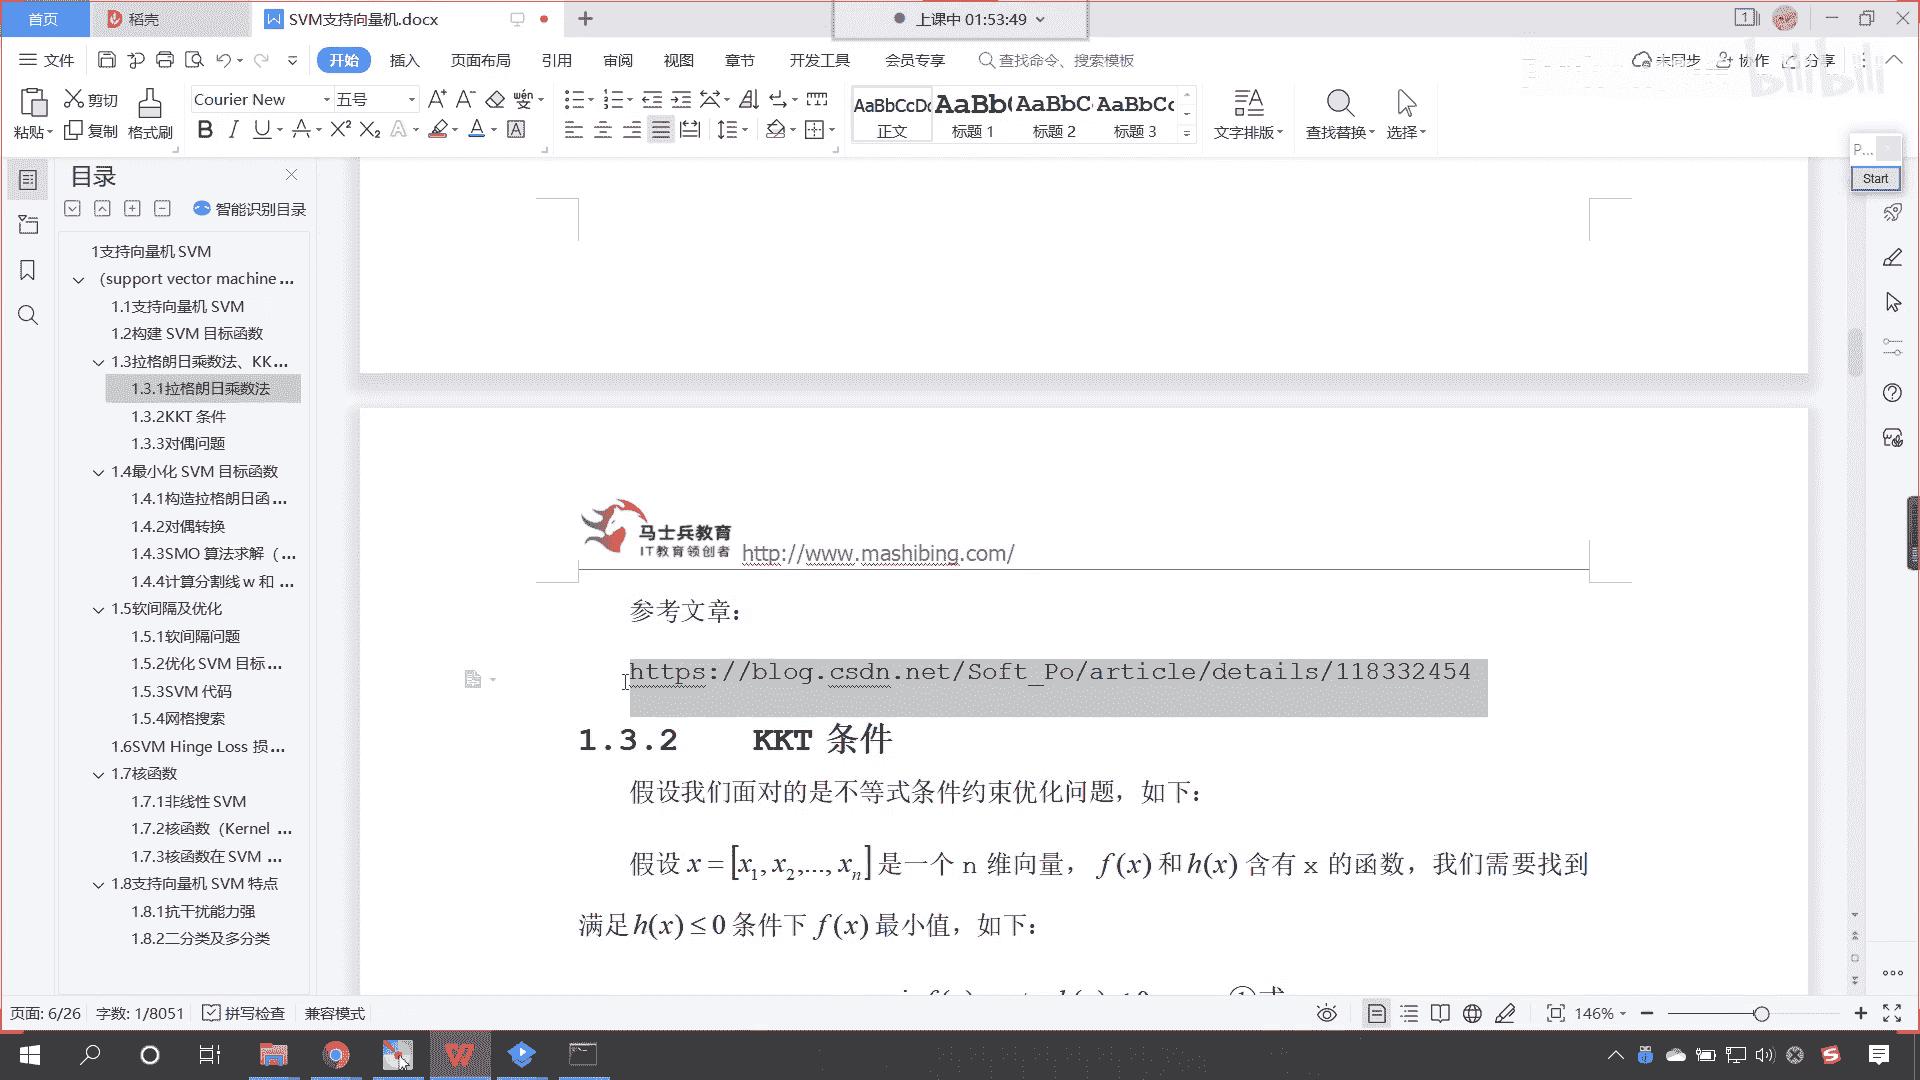 首页
稻壳
SVM支持向量机.docx
上课中 01:53:49
文件
开始
插入
页面布局
引用
审阅
视图
章节
开发工具
会员专享
查找命令、搜索模板
未同步
协作
分享
bilibili
粘贴
剪切
复制
格式刷
Courier New
五号
AaBbCcDd
正文
AaBb(
标题 1
AaBbC
标题 2
AaBbCc
标题 3
文字排版
查找替换
选择
P...
Start
目录
智能识别目录
1支持向量机 SVM
（support vector machine ...
1.1支持向量机 SVM
1.2构建 SVM 目标函数
1.3拉格朗日乘数法、KK...
1.3.1拉格朗日乘数法
1.3.2KKT 条件
1.3.3对偶问题
1.4最小化 SVM 目标函数
1.4.1构造拉格朗日函 ...
1.4.2对偶转换
1.4.3SMO 算法求解（ ...
1.4.4计算分割线 w 和 ...
1.5软间隔及优化
1.5.1软间隔问题
1.5.2优化 SVM 目标 ...
1.5.3SVM 代码
1.5.4网格搜索
1.6SVM Hinge Loss 损 ...
1.7核函数
1.7.1非线性 SVM
1.7.2核函数（Kernel ...
1.7.3核函数在 SVM ...
1.8支持向量机 SVM 特点
1.8.1抗干扰能力强
1.8.2二分类及多分类
马士兵教育
IT教育领创者 http://www.mashibing.com/
参考文章：
https://blog.csdn.net/Soft_Po/article/details/118332454
1.3.2 KKT 条件
假设我们面对的是不等式条件约束优化问题，如下：
假设 x = [x₁, x₂,..., xₙ] 是一个 n 维向量， f(x) 和 h(x) 含有 x 的函数，我们需要找到
满足 h(x) ≤ 0 条件下 f(x) 最小值，如下：
页面: 6/26
字数: 1/8051
拼写检查
兼容模式
146%